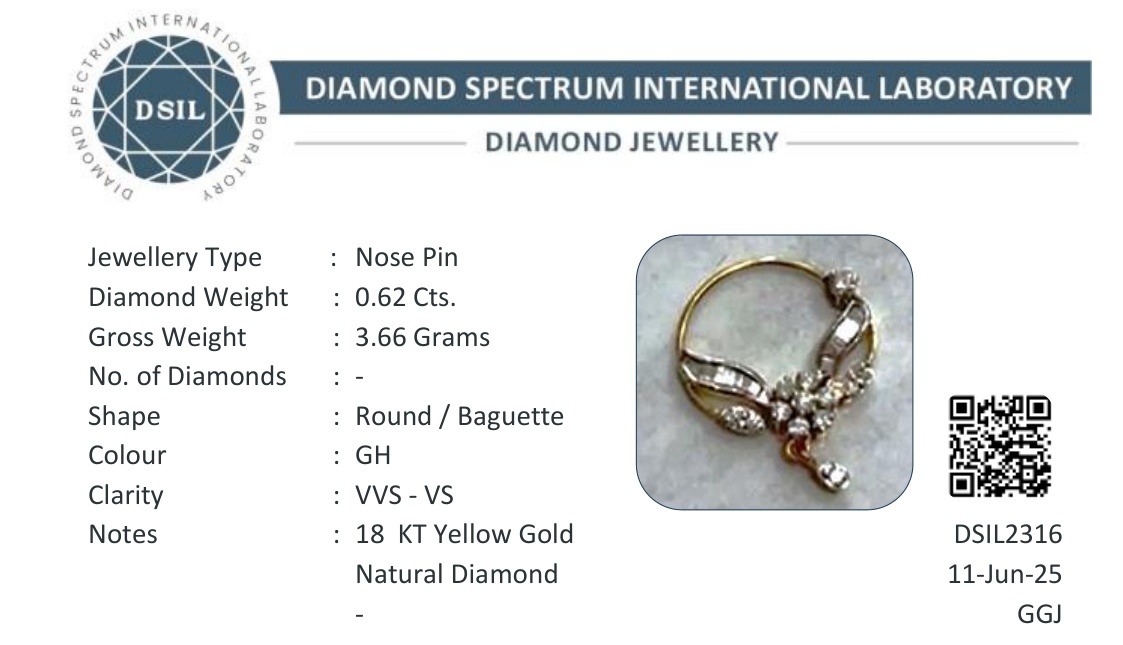 DIAMOND SPECTRUM INTERNATIONAL LABORATORY
DSIL
DIAMOND SPECTRUM INTERNATIONAL LABORATORY
DIAMOND JEWELLERY
Jewellery Type : Nose Pin
Diamond Weight : 0.62 Cts.
Gross Weight : 3.66 Grams
No. of Diamonds : -
Shape : Round / Baguette
Colour : GH
Clarity : VVS - VS
Notes : 18 KT Yellow Gold
Natural Diamond
-
DSIL2316
11-Jun-25
GGJ